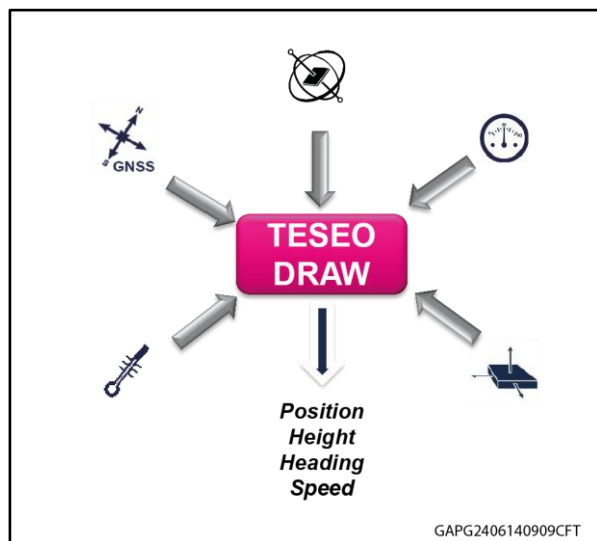 N
S
GNSS
TESEO
DRAW
Position
Height
Heading
Speed
GAPG2406140909CFT